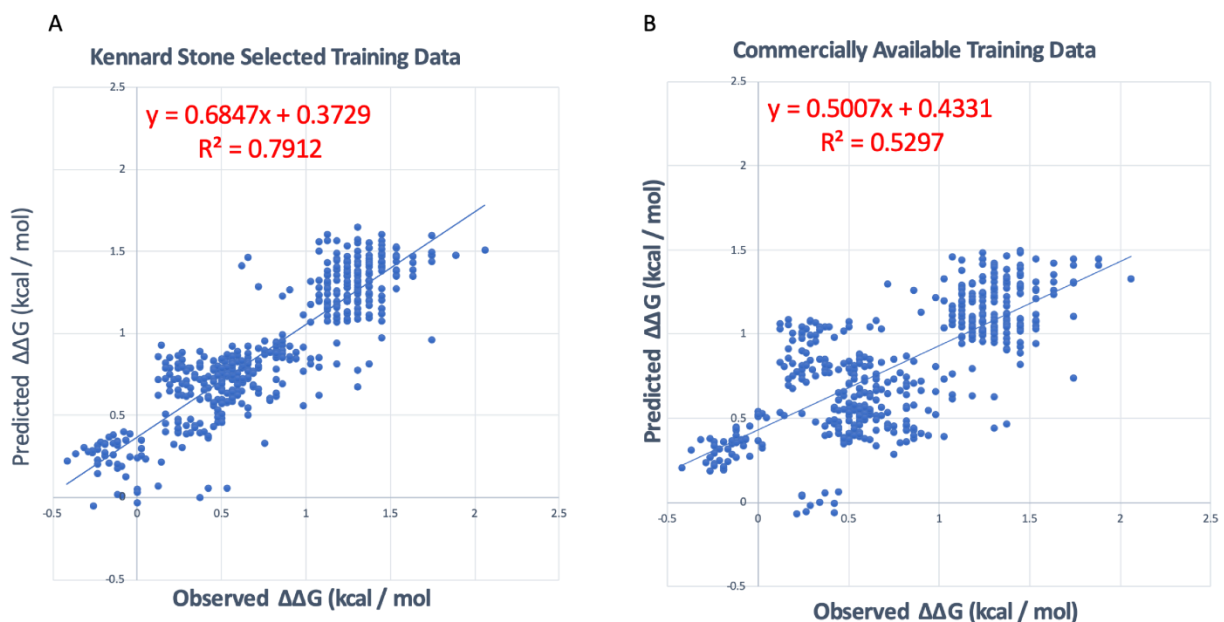 A
Kennard Stone Selected Training Data
2.5
y = 0.6847x + 0.3729
R² = 0.7912
2
1.5
1
0.5
0
-0.5
-0.5
0
0.5
1
1.5
2
2.5
Predicted ΔΔG (kcal / mol)
Observed ΔΔG (kcal / mol
B
Commercially Available Training Data
2.5
y = 0.5007x + 0.4331
R² = 0.5297
2
1.5
1
0.5
0
-0.5
-0.5
0
0.5
1
1.5
2
2.5
Predicted ΔΔG (kcal / mol)
Observed ΔΔG (kcal / mol)